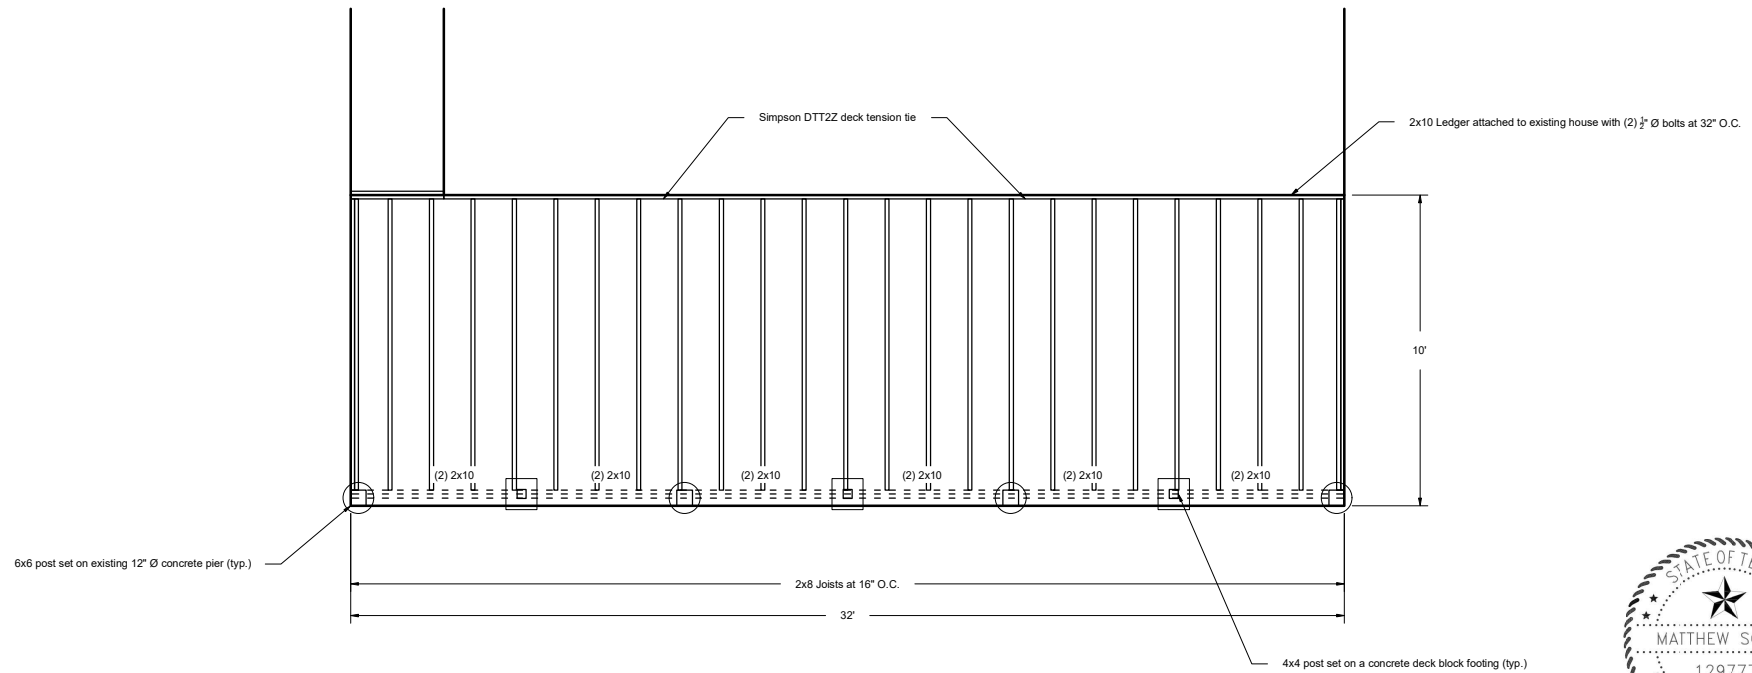 Simpson DTT2Z deck tension tie
2x10 Ledger attached to existing house with (2) ½" Ø bolts at 32" O.C.
10'
(2) 2x10
(2) 2x10
(2) 2x10
(2) 2x10
(2) 2x10
(2) 2x10
6x6 post set on existing 12" Ø concrete pier (typ.)
2x8 Joists at 16" O.C.
32'
4x4 post set on a concrete deck block footing (typ.)
STATE OF
MATTHEW